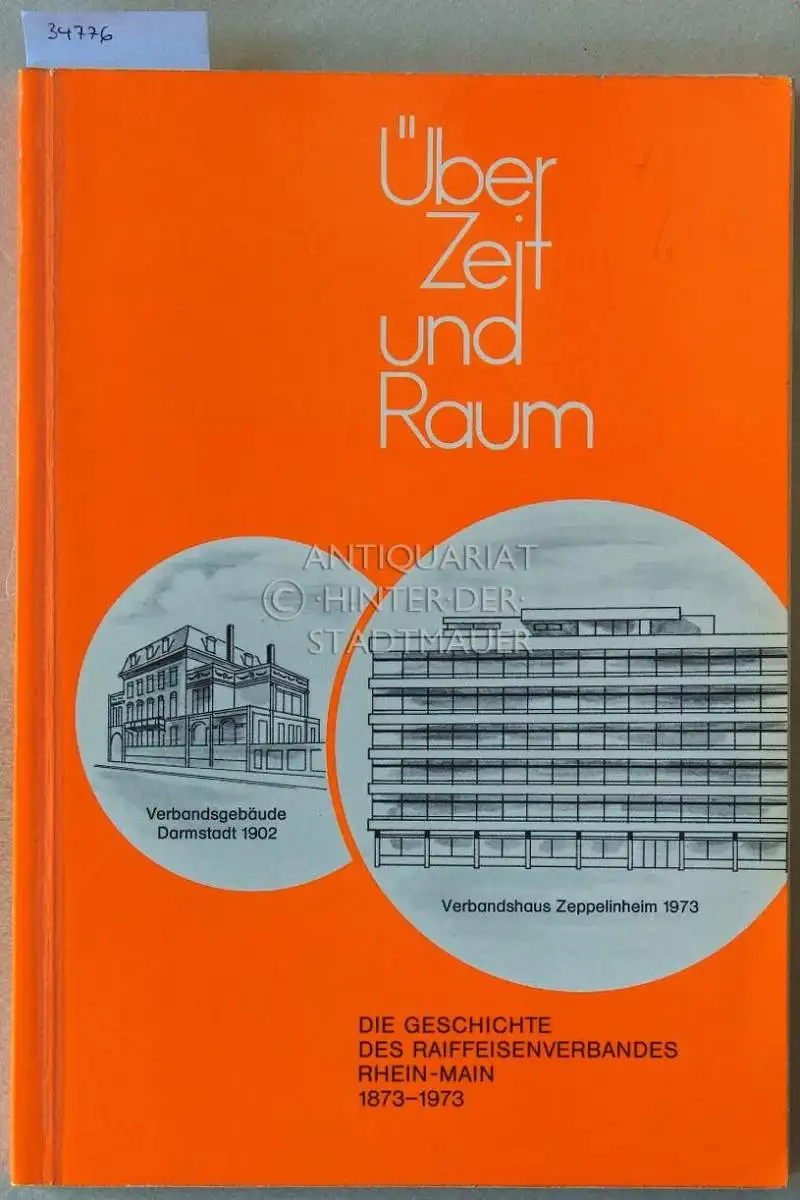 34776
Über
Zeit
und
Raum
ANTIQUARIAT
© ·HINTER·DER·
STADTMAUER
Verbandsgebäude
Darmstadt 1902
Verbandshaus Zeppelinheim 1973
DIE GESCHICHTE
DES RAIFFEISENVERBANDES
RHEIN-MAIN
1873–1973